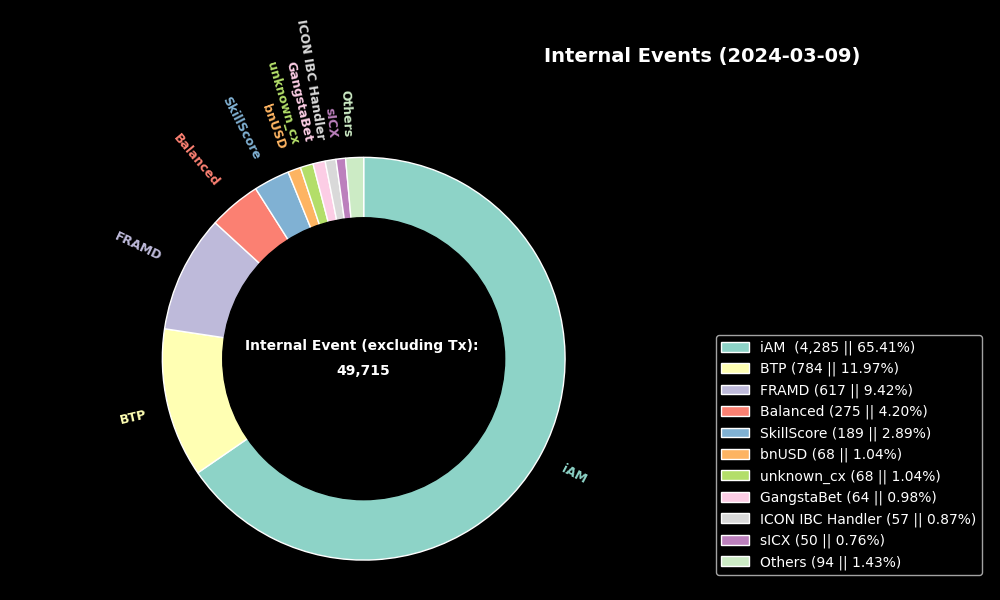 Internal Events (2024-03-09)
ICON IBC Handler
unknown_cx
GangstaBet
Others
SkillScore
bnUSD
sICX
Balanced
FRAMD
Internal Event (excluding Tx):
49,715
BTP
iAM
iAM  (4,285 || 65.41%)
BTP (784 || 11.97%)
FRAMD (617 || 9.42%)
Balanced (275 || 4.20%)
SkillScore (189 || 2.89%)
bnUSD (68 || 1.04%)
unknown_cx (68 || 1.04%)
GangstaBet (64 || 0.98%)
ICON IBC Handler (57 || 0.87%)
sICX (50 || 0.76%)
Others (94 || 1.43%)